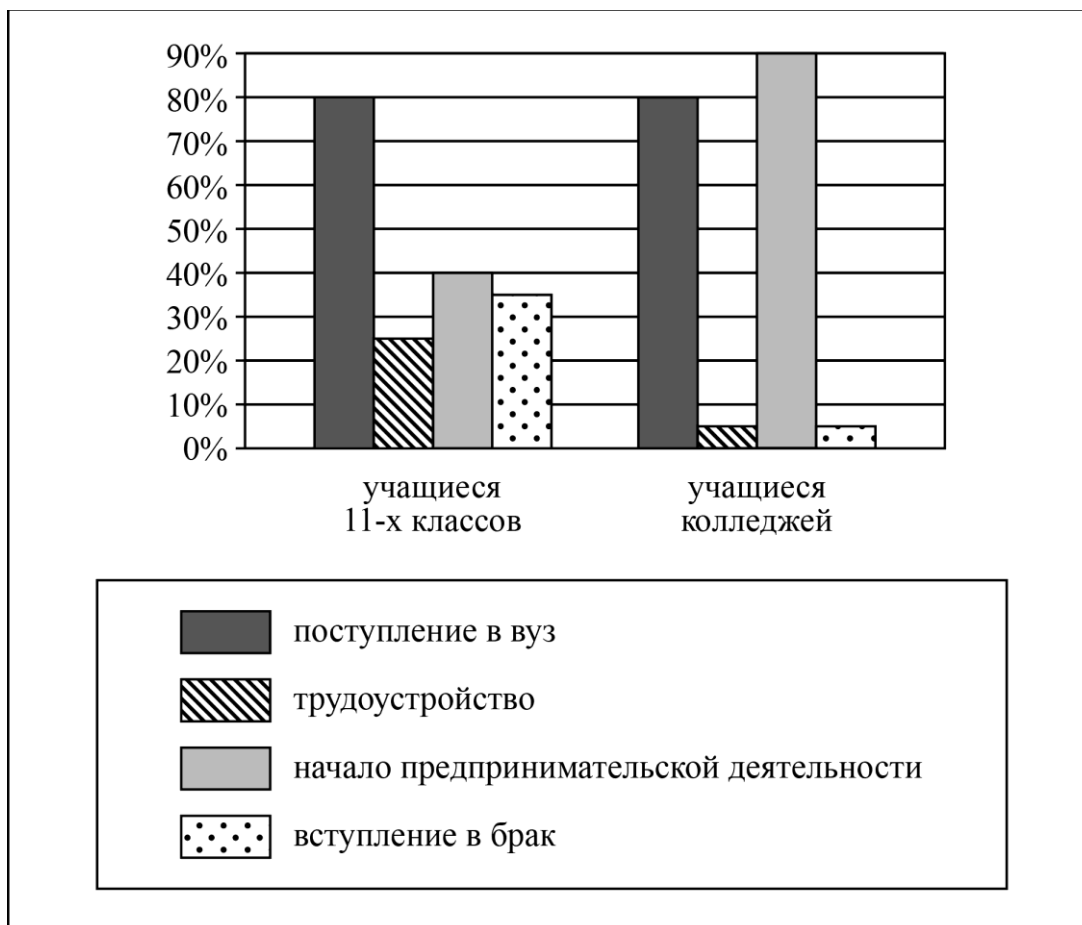 90%
80%
70%
60%
50%
40%
30%
20%
10%
0%
учащиеся
11-х классов
учащиеся
колледжей
поступление в вуз
трудоустройство
начало предпринимательской деятельности
вступление в брак